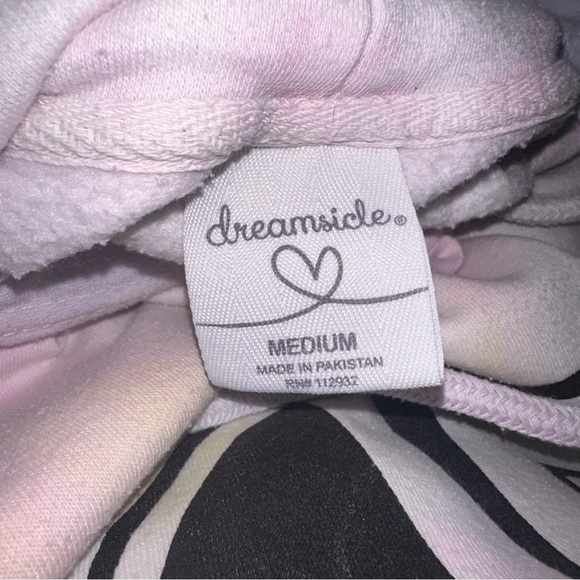 dreamsicle®
MEDIUM
MADE IN PAKISTAN
RN# 112932